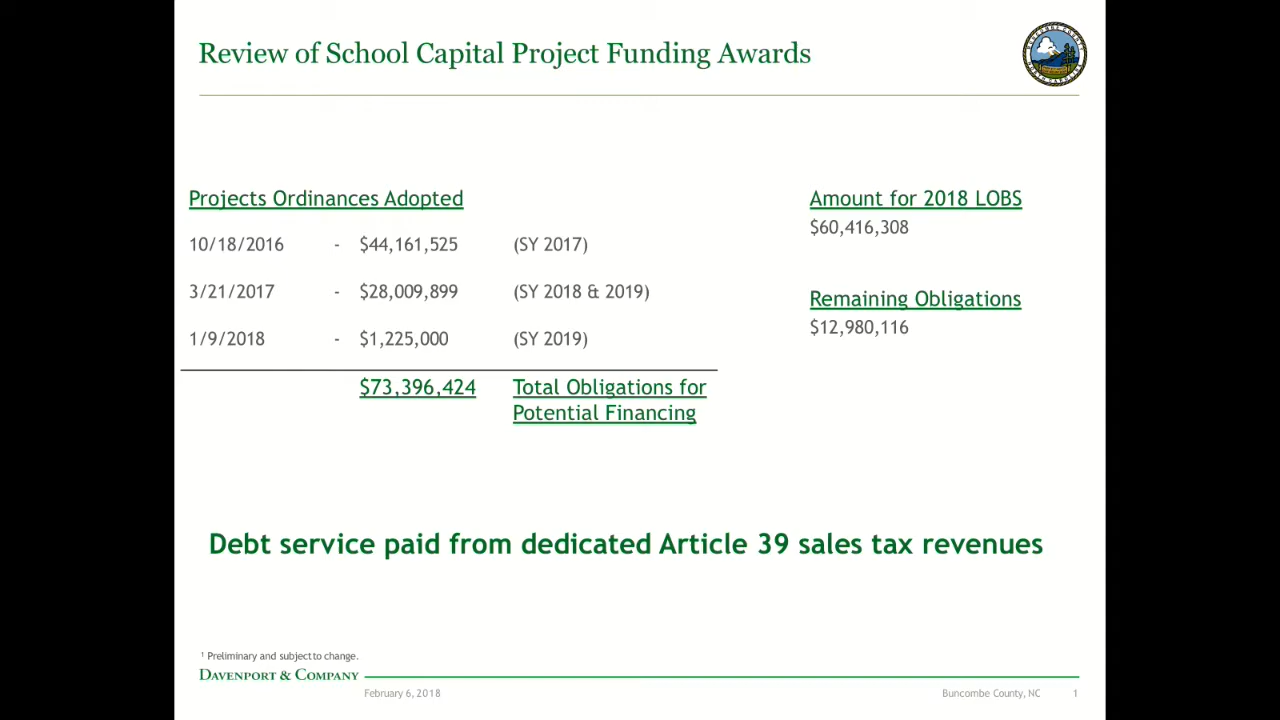 Review of School Capital Project Funding Awards
Projects Ordinances Adopted
10/18/2016 - $44,161,525 (SY 2017)
3/21/2017 - $28,009,899 (SY 2018 & 2019)
1/9/2018 - $1,225,000 (SY 2019)
$73,396,424 Total Obligations for
Potential Financing
Amount for 2018 LOBS
$60,416,308
Remaining Obligations
$12,980,116
Debt service paid from dedicated Article 39 sales tax revenues
¹ Preliminary and subject to change.
DAVENPORT & COMPANY
February 6, 2018 Buncombe County, NC 1